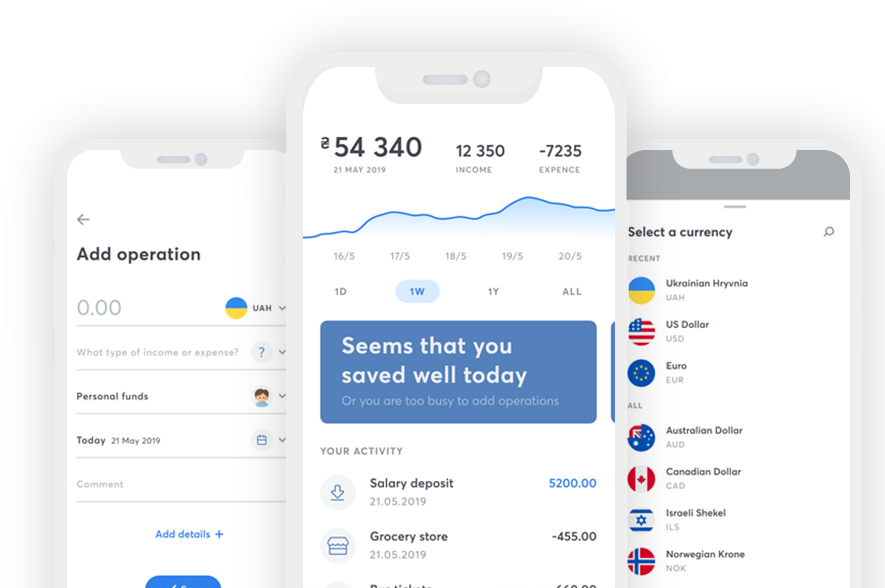 Add operation
0.00
UAH
What type of income or expense?
?
Personal funds
Today 21 May 2019
Comment
Add details +
₴54 340
21 MAY 2019
12 350
INCOME
-7235
EXPENCE
16/5 17/5 18/5 19/5 20/5
1D 1W 1Y ALL
Seems that you
saved well today
Or you are too busy to add operations
YOUR ACTIVITY
Salary deposit 5200.00
21.05.2019
Grocery store -455.00
21.05.2019
Select a currency
RECENT
Ukrainian Hryvnia
UAH
US Dollar
USD
Euro
EUR
ALL
Australian Dollar
AUD
Canadian Dollar
CAD
Israeli Shekel
ILS
Norwegian Krone
NOK